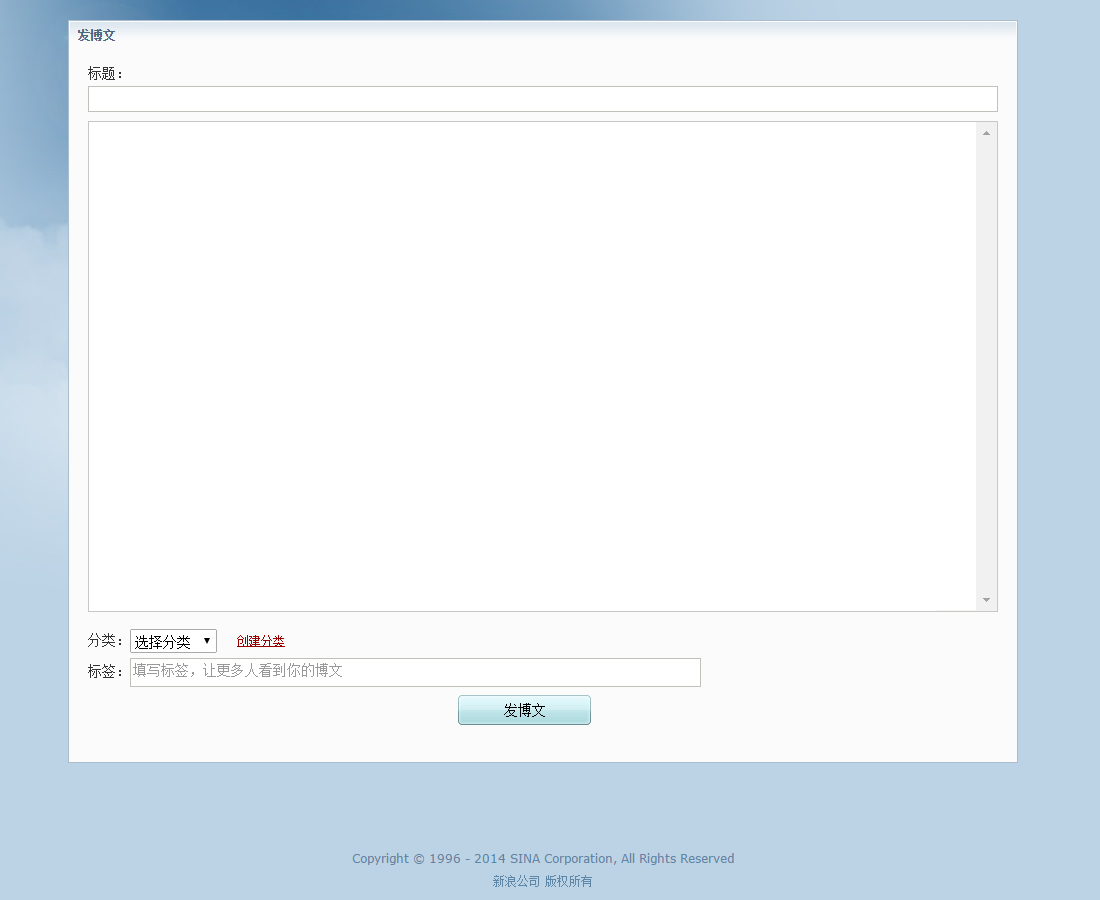 发博文
标题：
分类： 选择分类 创建分类
标签： 填写标签，让更多人看到你的博文
发博文
Copyright © 1996 - 2014 SINA Corporation, All Rights Reserved
新浪公司 版权所有